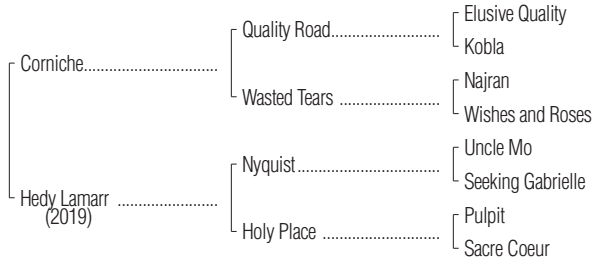 Elusive Quality
Quality Road..............................
Kobla
Corniche......................................
Najran
Wasted Tears ............................
Wishes and Roses
Uncle Mo
Nyquist........................................
Seeking Gabrielle
Hedy Lamarr ............................
(2019)
Pulpit
Holy Place .................................
Sacre Coeur